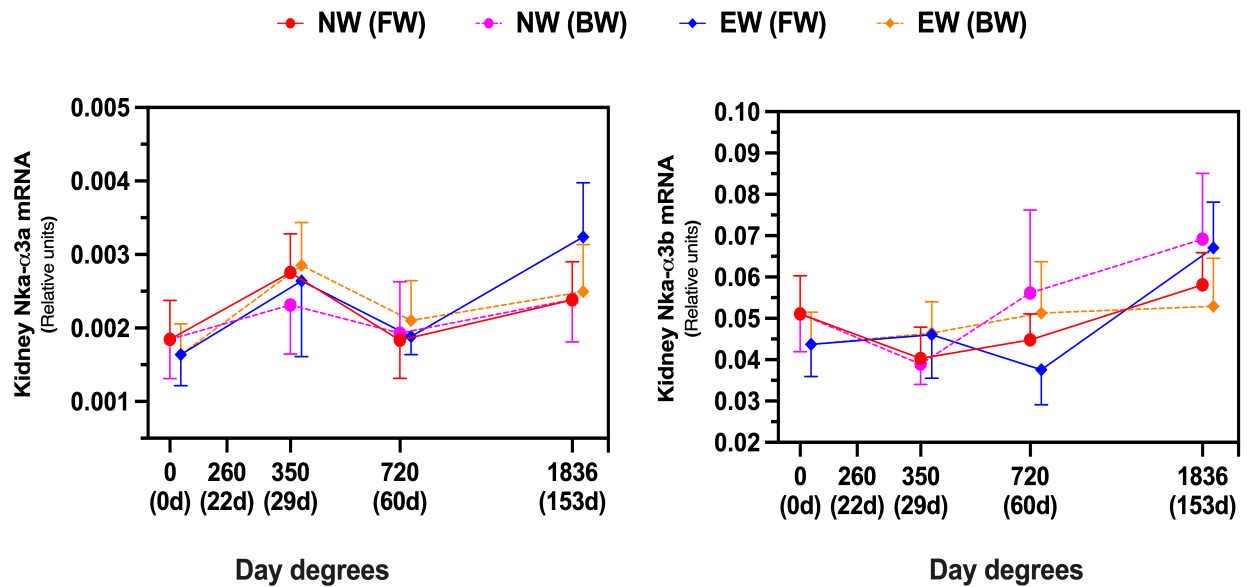 NW (FW) NW (BW) EW (FW) EW (BW)
Kidney Nka-α3a mRNA
(Relative units)
0.005
0.004
0.003
0.002
0.001
0 260 350 720 1836
(0d) (22d) (29d) (60d) (153d)
Day degrees
Kidney Nka-α3b mRNA
(Relative units)
0.10
0.09
0.08
0.07
0.06
0.05
0.04
0.03
0.02
0 260 350 720 1836
(0d) (22d) (29d) (60d) (153d)
Day degrees